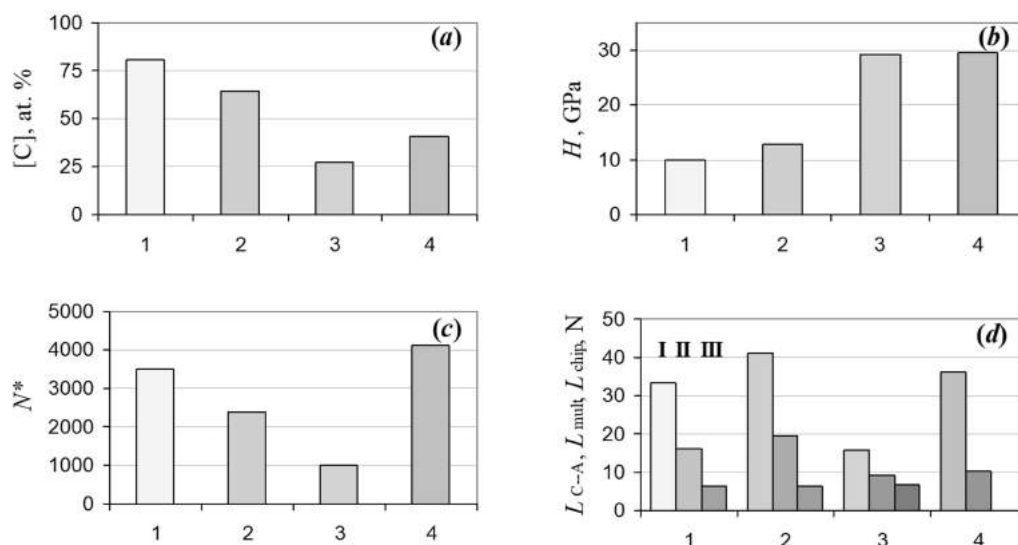 (a)
[C], at. %
100
75
50
25
0
1 2 3 4
(b)
H, GPa
30
20
10
0
1 2 3 4
(c)
N*
5000
4000
3000
2000
1000
0
1 2 3 4
(d)
L C–A, L mult, L chip, N
50
40
30
20
10
0
I II III
1 2 3 4